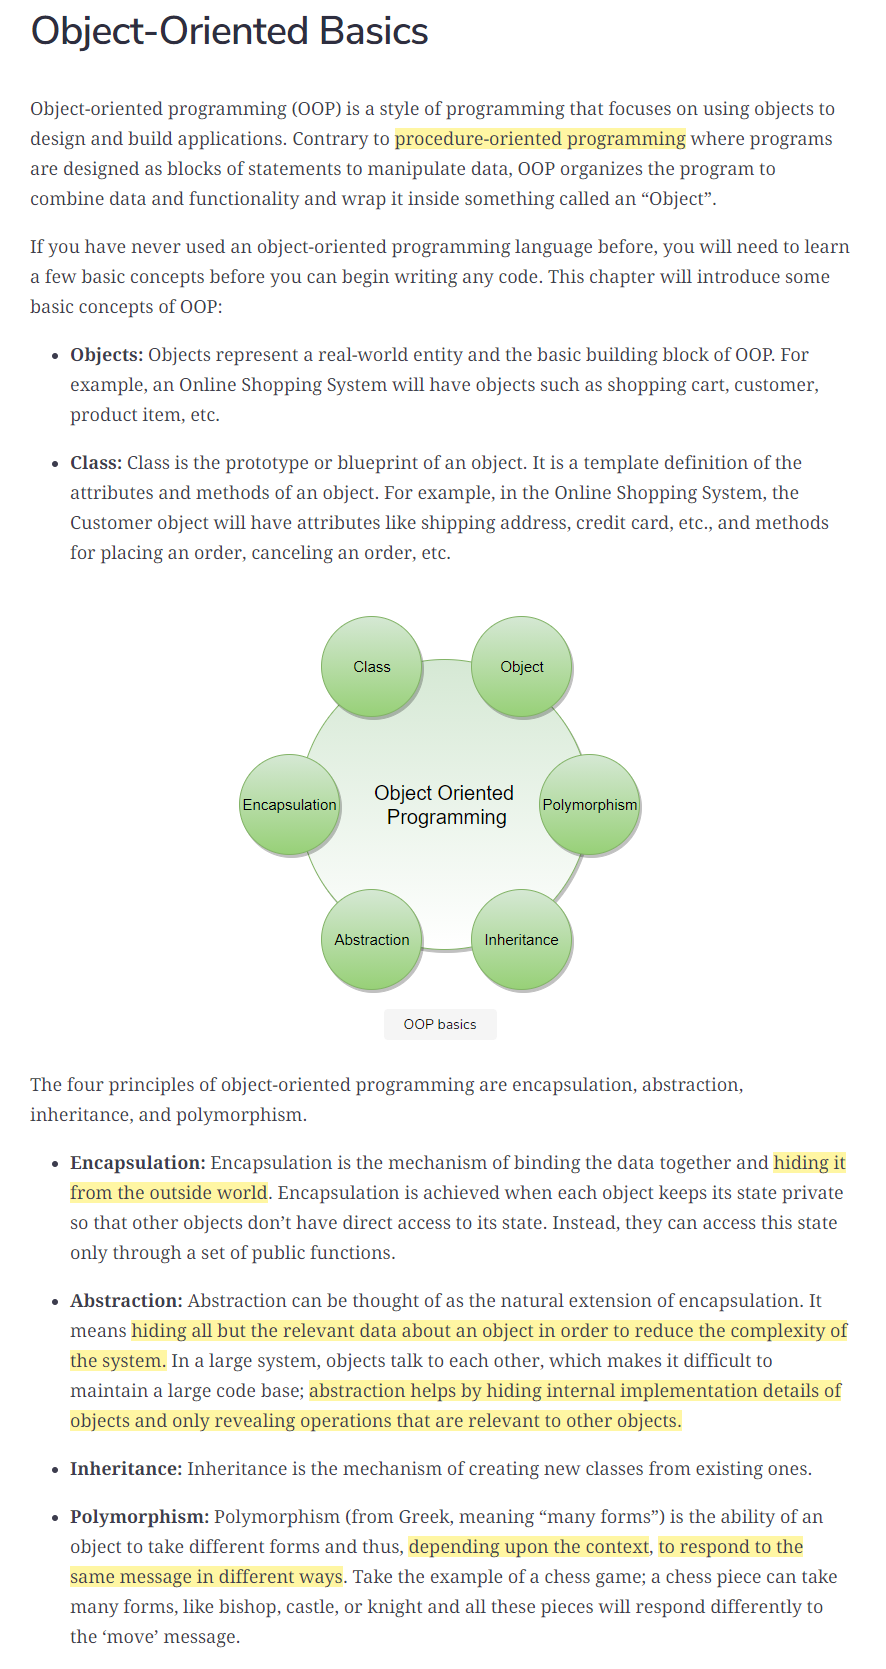 Object-Oriented Basics
Object-oriented programming (OOP) is a style of programming that focuses on using objects to
design and build applications. Contrary to procedure-oriented programming where programs
are designed as blocks of statements to manipulate data, OOP organizes the program to
combine data and functionality and wrap it inside something called an “Object”.
If you have never used an object-oriented programming language before, you will need to learn
a few basic concepts before you can begin writing any code. This chapter will introduce some
basic concepts of OOP:
• Objects: Objects represent a real-world entity and the basic building block of OOP. For
example, an Online Shopping System will have objects such as shopping cart, customer,
product item, etc.
• Class: Class is the prototype or blueprint of an object. It is a template definition of the
attributes and methods of an object. For example, in the Online Shopping System, the
Customer object will have attributes like shipping address, credit card, etc., and methods
for placing an order, canceling an order, etc.
Class
Object
Encapsulation
Object Oriented
Programming
Polymorphism
Abstraction
Inheritance
OOP basics
The four principles of object-oriented programming are encapsulation, abstraction,
inheritance, and polymorphism.
• Encapsulation: Encapsulation is the mechanism of binding the data together and hiding it
from the outside world. Encapsulation is achieved when each object keeps its state private
so that other objects don’t have direct access to its state. Instead, they can access this state
only through a set of public functions.
• Abstraction: Abstraction can be thought of as the natural extension of encapsulation. It
means hiding all but the relevant data about an object in order to reduce the complexity of
the system. In a large system, objects talk to each other, which makes it difficult to
maintain a large code base; abstraction helps by hiding internal implementation details of
objects and only revealing operations that are relevant to other objects.
• Inheritance: Inheritance is the mechanism of creating new classes from existing ones.
• Polymorphism: Polymorphism (from Greek, meaning “many forms”) is the ability of an
object to take different forms and thus, depending upon the context, to respond to the
same message in different ways. Take the example of a chess game; a chess piece can take
many forms, like bishop, castle, or knight and all these pieces will respond differently to
the ‘move’ message.